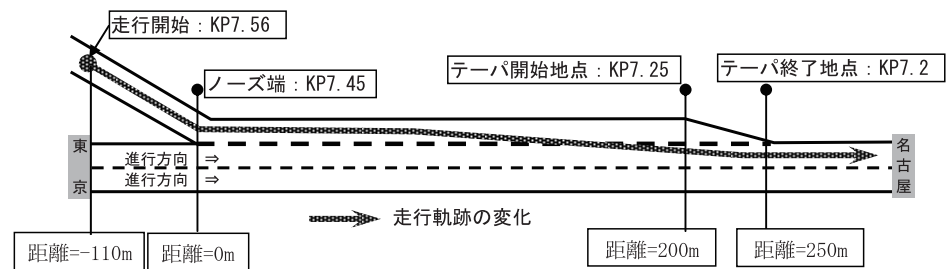 走行開始：KP7.56
ノーズ端：KP7.45
テーパ開始地点：KP7.25
テーパ終了地点：KP7.2
東京
進行方向 ⇒
進行方向 ⇒
名古屋
走行軌跡の変化
距離=-110m
距離=0m
距離=200m
距離=250m